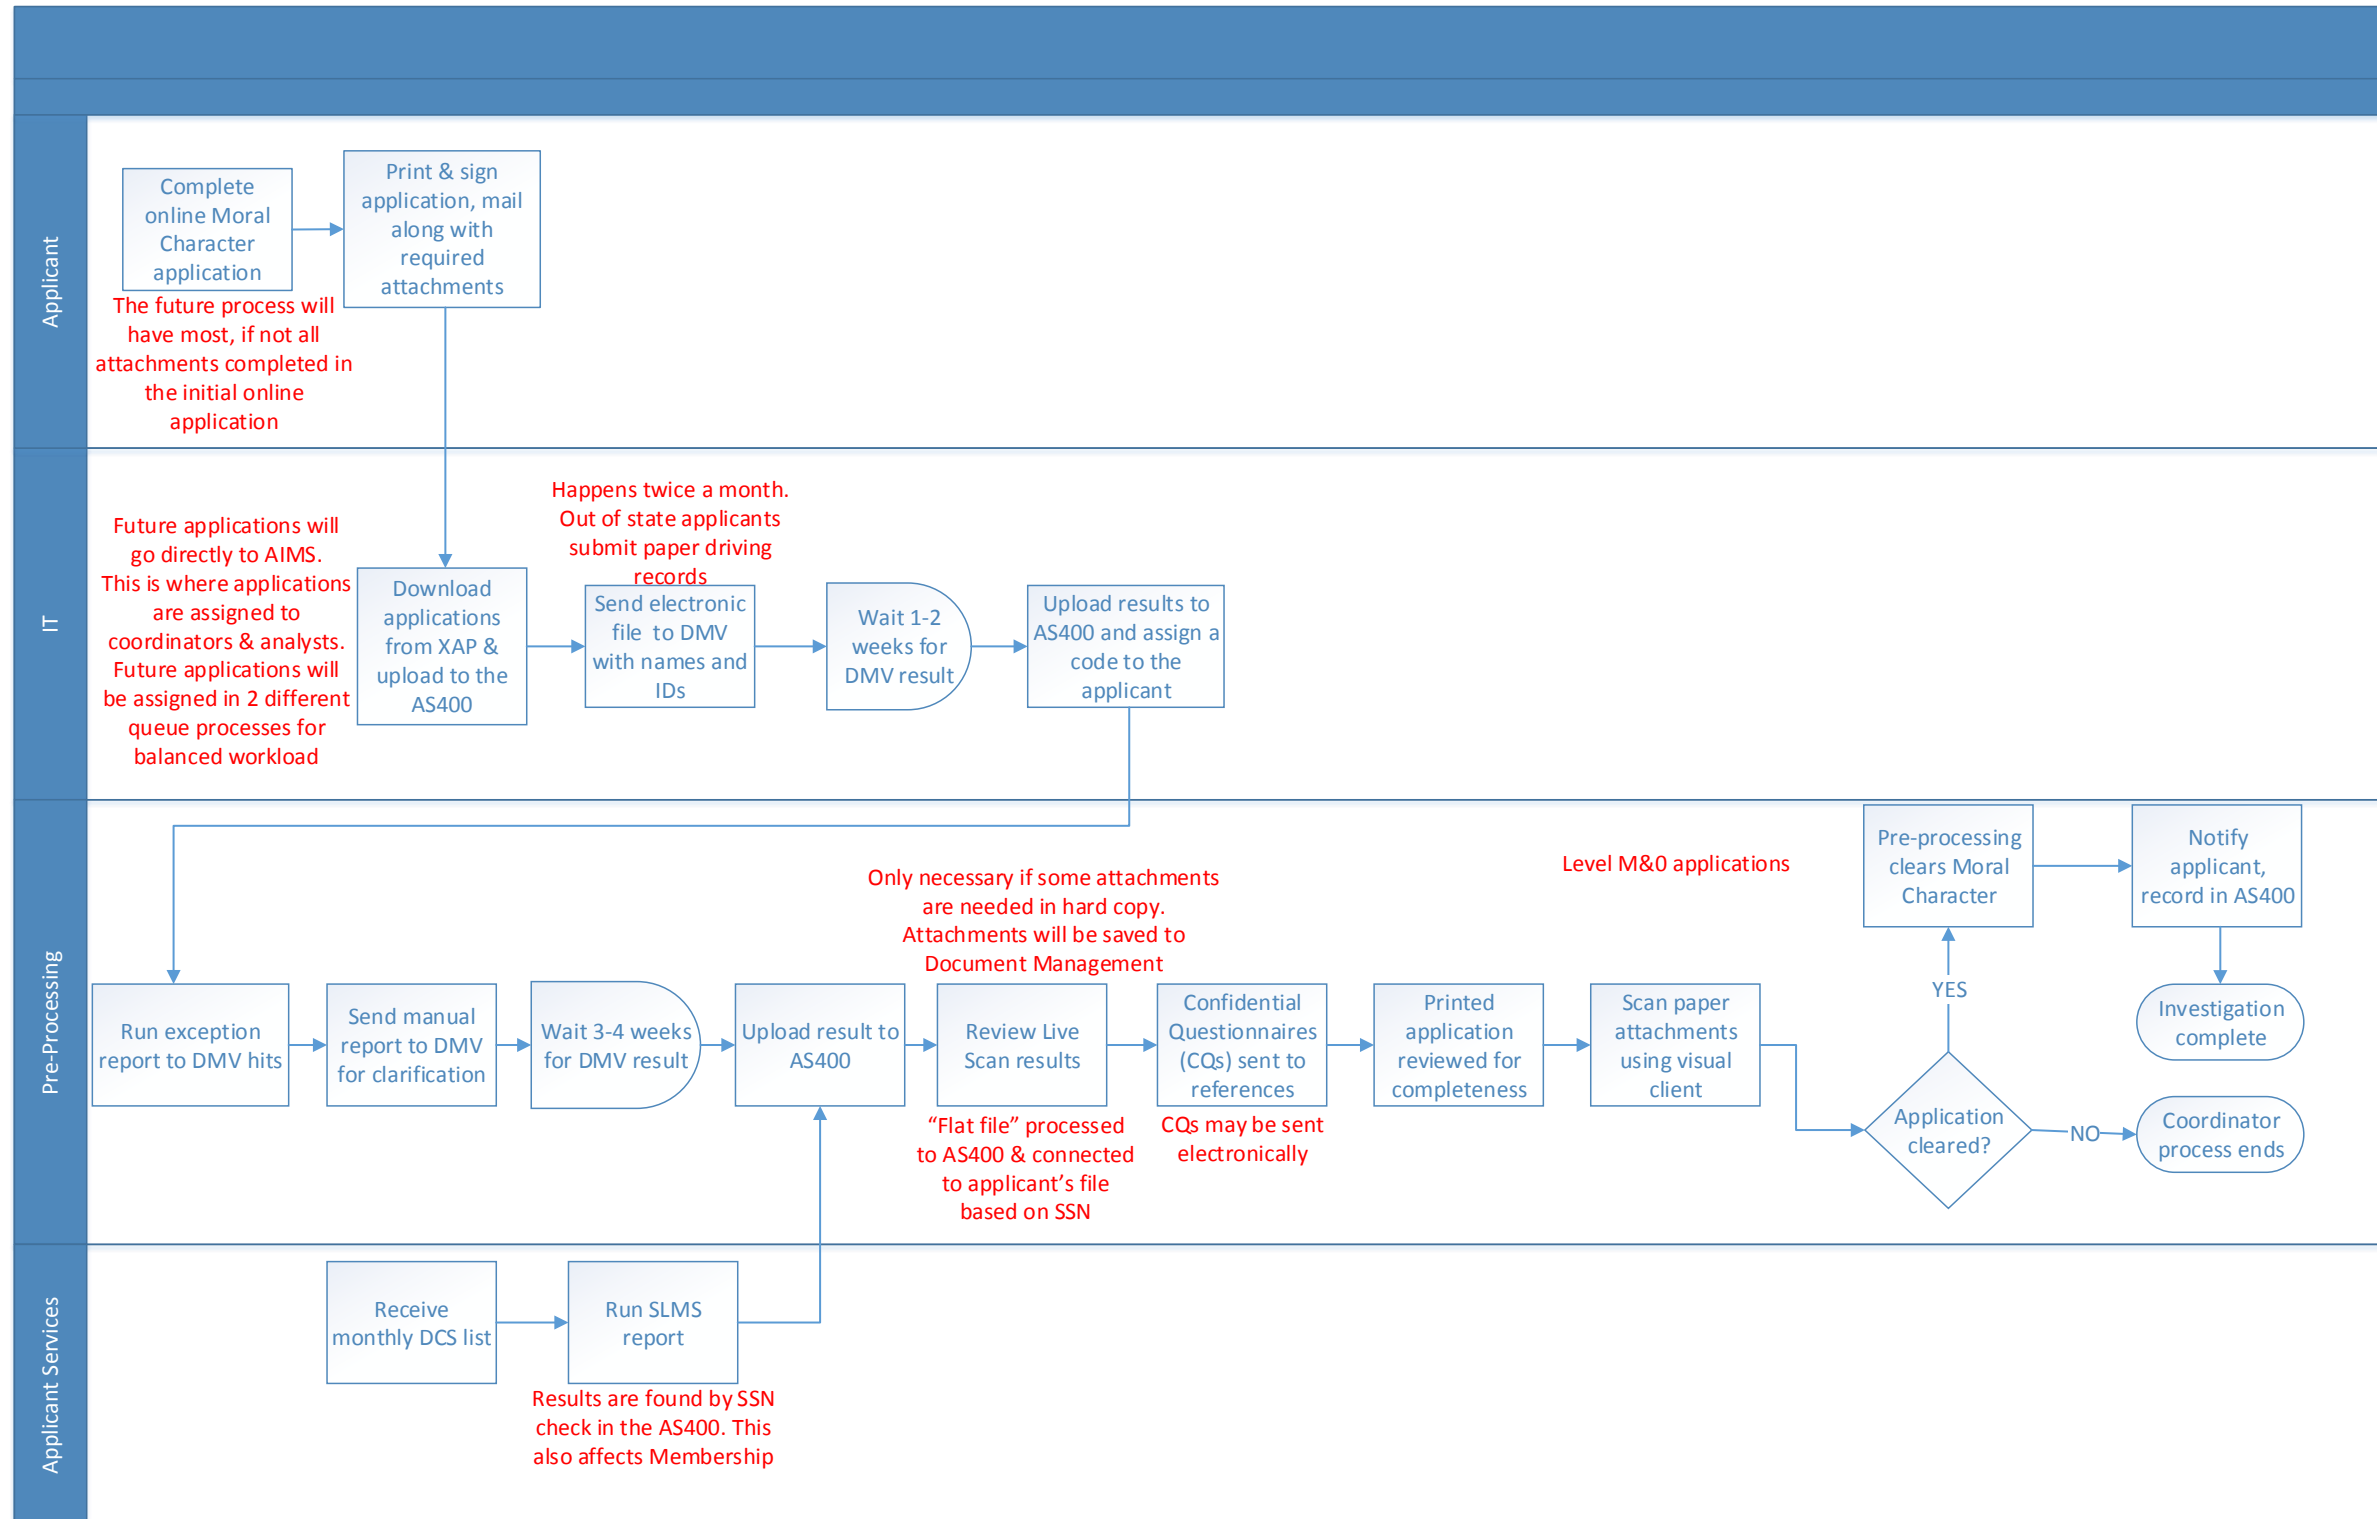 Applicant
Complete
online Moral
Character
application
Print & sign
application, mail
along with
required
attachments
The future process will
have most, if not all
attachments completed in
the initial online
application
IT
Future applications will
go directly to AIMS.
This is where applications
are assigned to
coordinators & analysts.
Future applications will
be assigned in 2 different
queue processes for
balanced workload
Download
applications
from XAP &
upload to the
AS400
Happens twice a month.
Out of state applicants
submit paper driving
records
Send electronic
file to DMV
with names and
IDs
Wait 1-2
weeks for
DMV result
Upload results to
AS400 and assign a
code to the
applicant
Pre-Processing
Run exception
report to DMV hits
Send manual
report to DMV
for clarification
Wait 3-4 weeks
for DMV result
Upload result to
AS400
Only necessary if some attachments
are needed in hard copy.
Attachments will be saved to
Document Management
Review Live
Scan results
“Flat file” processed
to AS400 & connected
to applicant’s file
based on SSN
Confidential
Questionnaires
(CQs) sent to
references
CQs may be sent
electronically
Printed
application
reviewed for
completeness
Scan paper
attachments
using visual
client
Level M&0 applications
Application
cleared?
YES
Pre-processing
clears Moral
Character
Notify
applicant,
record in AS400
Investigation
complete
NO
Coordinator
process ends
Applicant Services
Receive
monthly DCS list
Run SLMS
report
Results are found by SSN
check in the AS400. This
also affects Membership